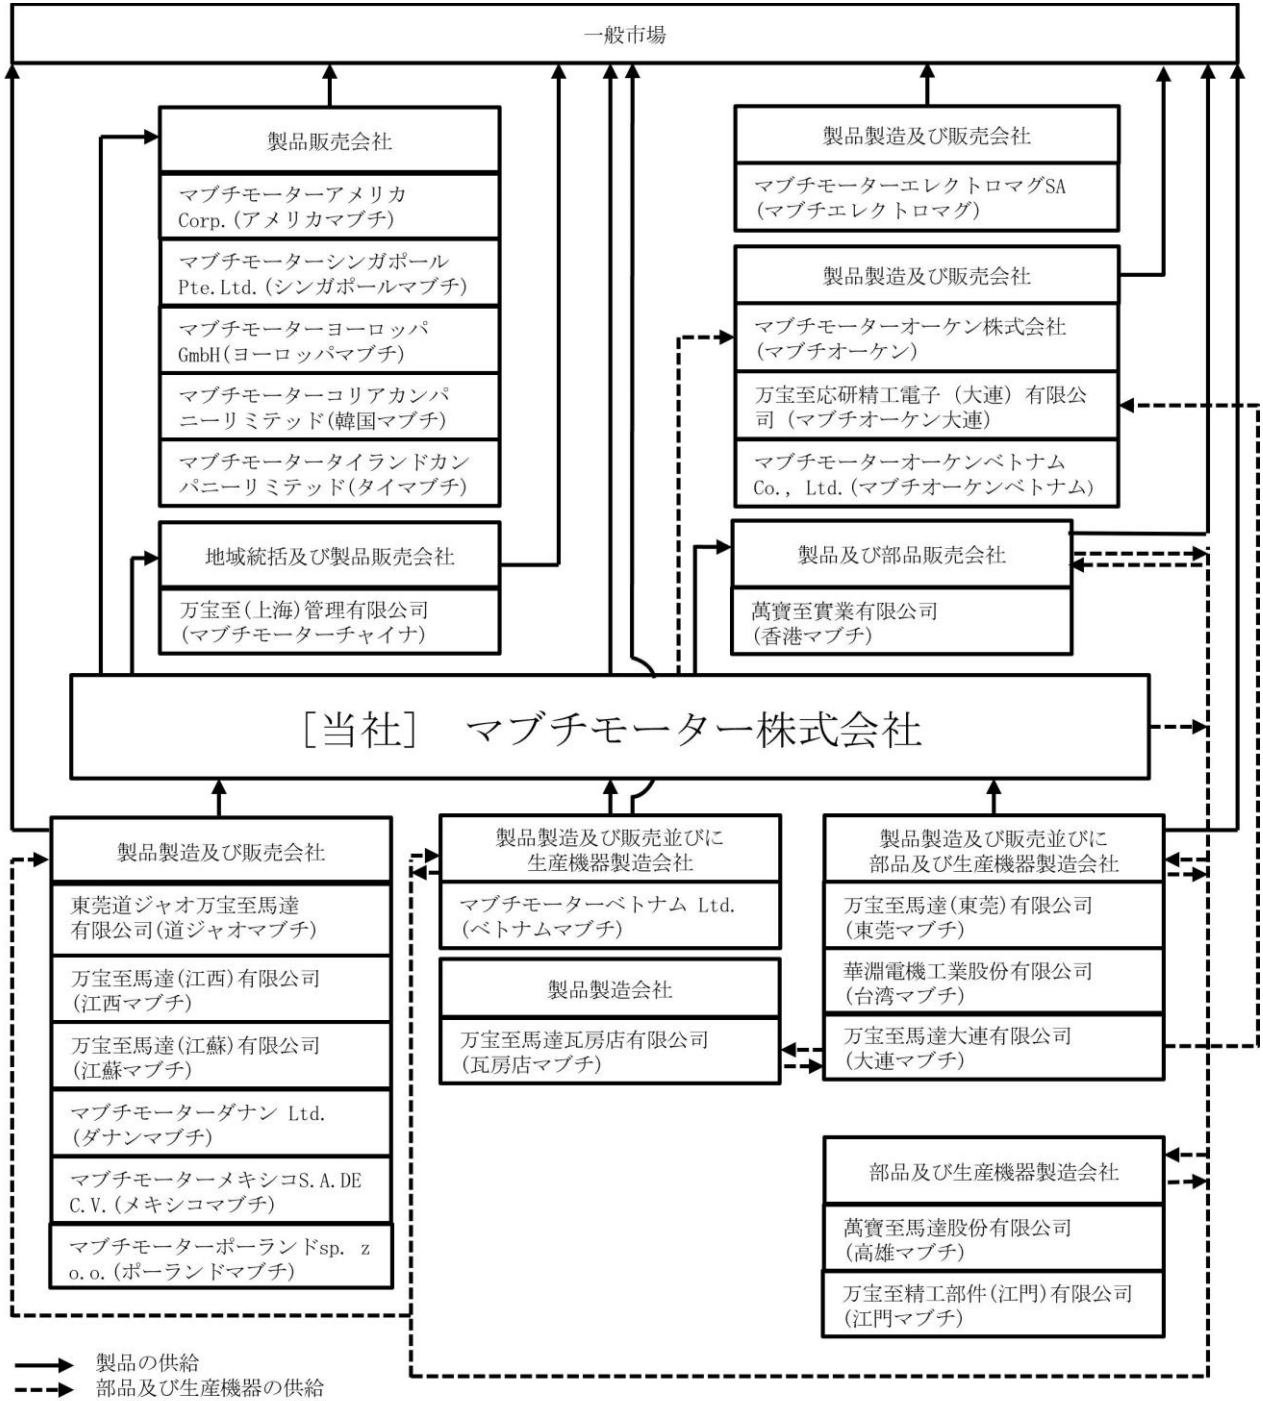 一般市場
製品販売会社
マブチモーターアメリカ
Corp.(アメリカマブチ)
マブチモーターシンガポール
Pte.Ltd.(シンガポールマブチ)
マブチモーターヨーロッパ
GmbH(ヨーロッパマブチ)
マブチモーターコリアカンパ
ニーリミテッド(韓国マブチ)
マブチモータータイランドカン
パニーリミテッド(タイマブチ)
地域統括及び製品販売会社
万宝至(上海)管理有限公司
(マブチモーターチャイナ)
製品製造及び販売会社
マブチモーターエレクトロマグSA
(マブチエレクトロマグ)
製品製造及び販売会社
マブチモーターオーケン株式会社
(マブチオーケン)
万宝至応研精工電子（大連）有限公
司（マブチオーケン大連)
マブチモーターオーケンベトナム
Co., Ltd.(マブチオーケンベトナム)
製品及び部品販売会社
萬寶至實業有限公司
(香港マブチ)
[当社] マブチモーター株式会社
製品製造及び販売会社
東莞道ジャオ万宝至馬達
有限公司(道ジャオマブチ)
万宝至馬達(江西)有限公司
(江西マブチ)
万宝至馬達(江蘇)有限公司
(江蘇マブチ)
マブチモーターダナン Ltd.
(ダナンマブチ)
マブチモーターメキシコS.A.DE
C.V.(メキシコマブチ)
マブチモーターポーランドsp. z
o.o.(ポーランドマブチ)
製品製造及び販売並びに
生産機器製造会社
マブチモーターベトナム Ltd.
(ベトナムマブチ)
製品製造会社
万宝至馬達瓦房店有限公司
(瓦房店マブチ)
製品製造及び販売並びに
部品及び生産機器製造会社
万宝至馬達(東莞)有限公司
(東莞マブチ)
華淵電機工業股份有限公司
(台湾マブチ)
万宝至馬達大連有限公司
(大連マブチ)
部品及び生産機器製造会社
萬寶至馬達股份有限公司
(高雄マブチ)
万宝至精工部件(江門)有限公司
(江門マブチ)
製品の供給
部品及び生産機器の供給